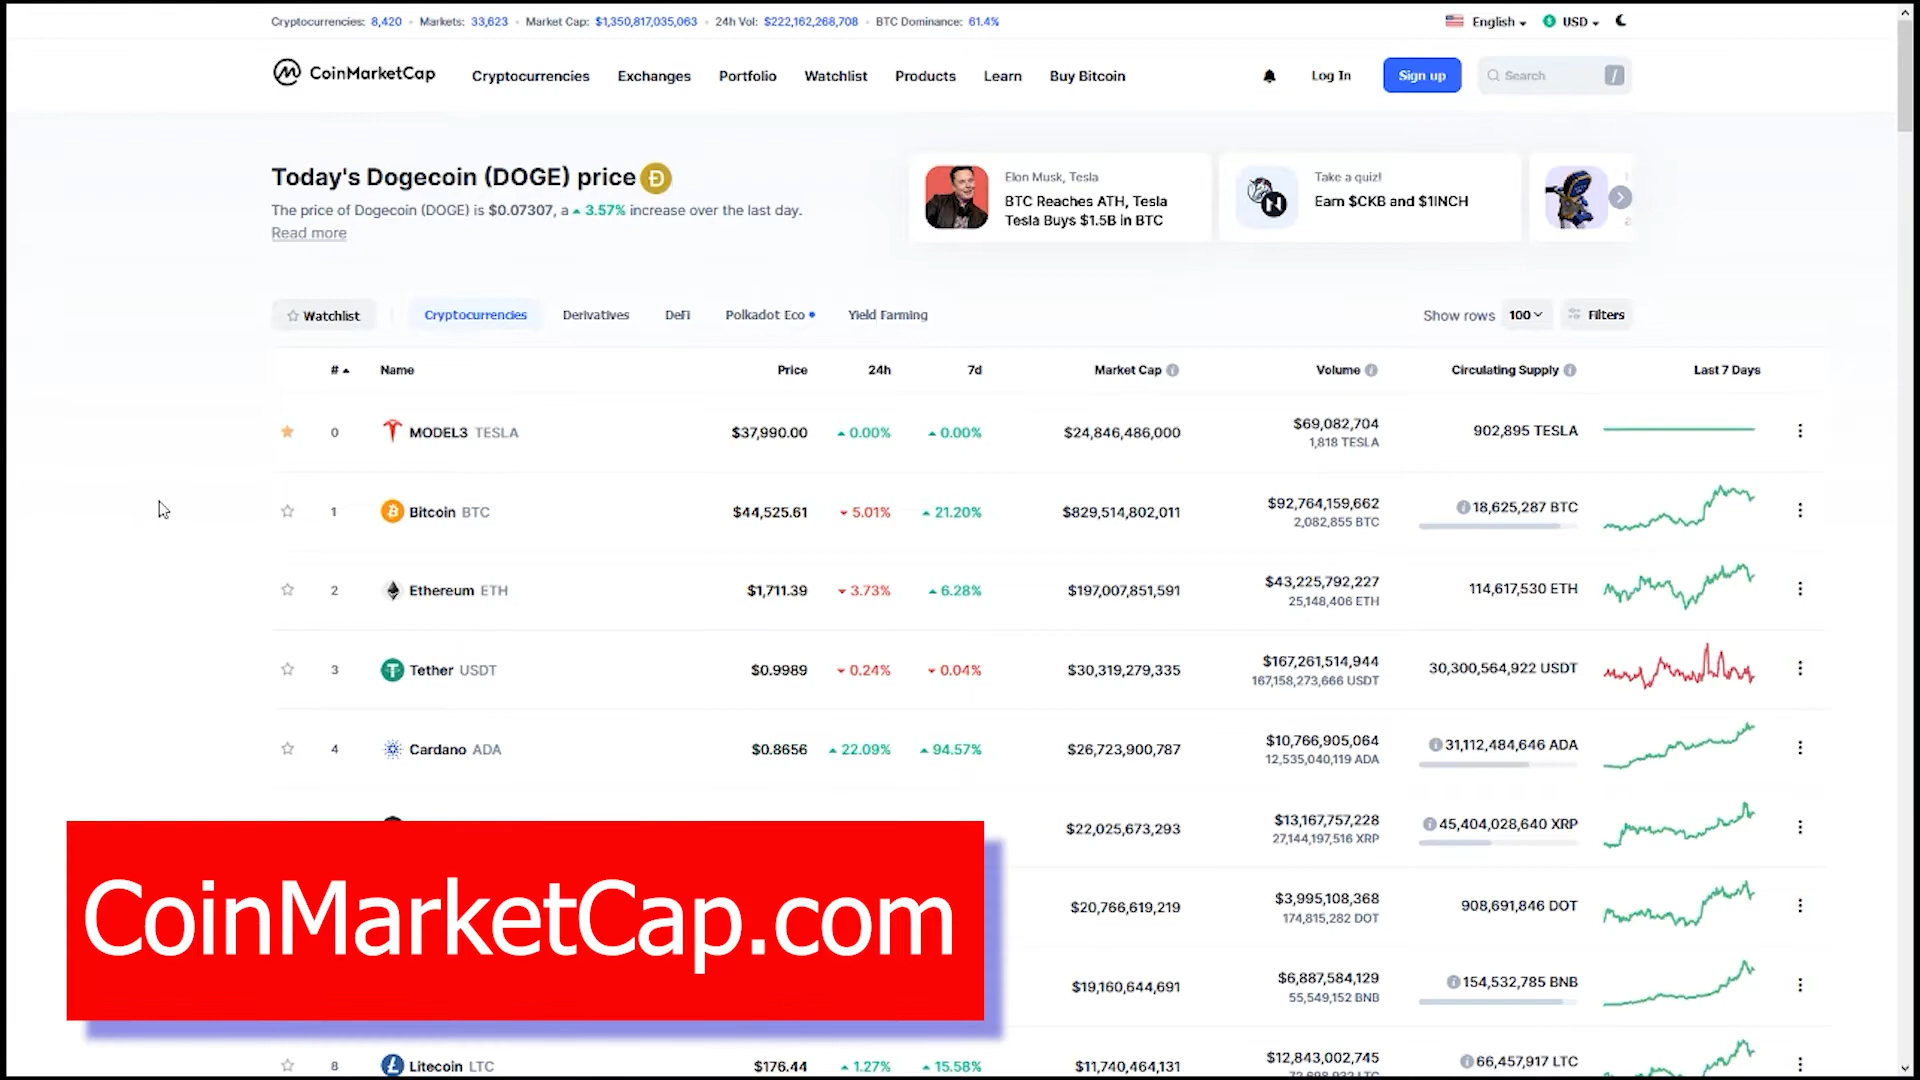 Cryptocurrencies: 8,420 • Markets: 33,623 • Market Cap: $1,350,817,035,063 • 24h Vol: $222,162,268,708 • BTC Dominance: 61.4%
English USD
CoinMarketCap Cryptocurrencies Exchanges Portfolio Watchlist Products Learn Buy Bitcoin Log In Sign up Search /
Today's Dogecoin (DOGE) price
The price of Dogecoin (DOGE) is $0.07307, a 3.57% increase over the last day.
Read more
Elon Musk, Tesla
BTC Reaches ATH, Tesla
Tesla Buys $1.5B in BTC
Take a quiz!
Earn $CKB and $1INCH
Watchlist Cryptocurrencies Derivatives DeFi Polkadot Eco Yield Farming Show rows 100 Filters
# Name Price 24h 7d Market Cap Volume Circulating Supply Last 7 Days
0 MODEL3 TESLA $37,990.00 0.00% 0.00% $24,846,486,000 $69,082,704 902,895 TESLA
1,818 TESLA
1 Bitcoin BTC $44,525.61 5.01% 21.20% $829,514,802,011 $92,764,159,662 18,625,287 BTC
2,082,855 BTC
2 Ethereum ETH $1,711.39 3.73% 6.28% $197,007,851,591 $43,225,792,227 114,617,530 ETH
25,148,406 ETH
3 Tether USDT $0.9989 0.24% 0.04% $30,319,279,335 $167,261,514,944 30,300,564,922 USDT
167,158,273,666 USDT
4 Cardano ADA $0.8656 22.09% 94.57% $26,723,900,787 $10,766,905,064 31,112,484,646 ADA
12,535,040,119 ADA
$22,025,673,293 $13,167,757,228 45,404,028,640 XRP
27,144,197,516 XRP
$20,766,619,219 $3,995,108,368 908,691,846 DOT
174,815,282 DOT
$19,160,644,691 $6,887,584,129 154,532,785 BNB
55,549,152 BNB
CoinMarketCap.com
8 Litecoin LTC $176.44 1.27% 15.58% $11,740,464,131 $12,843,002,745 66,457,917 LTC